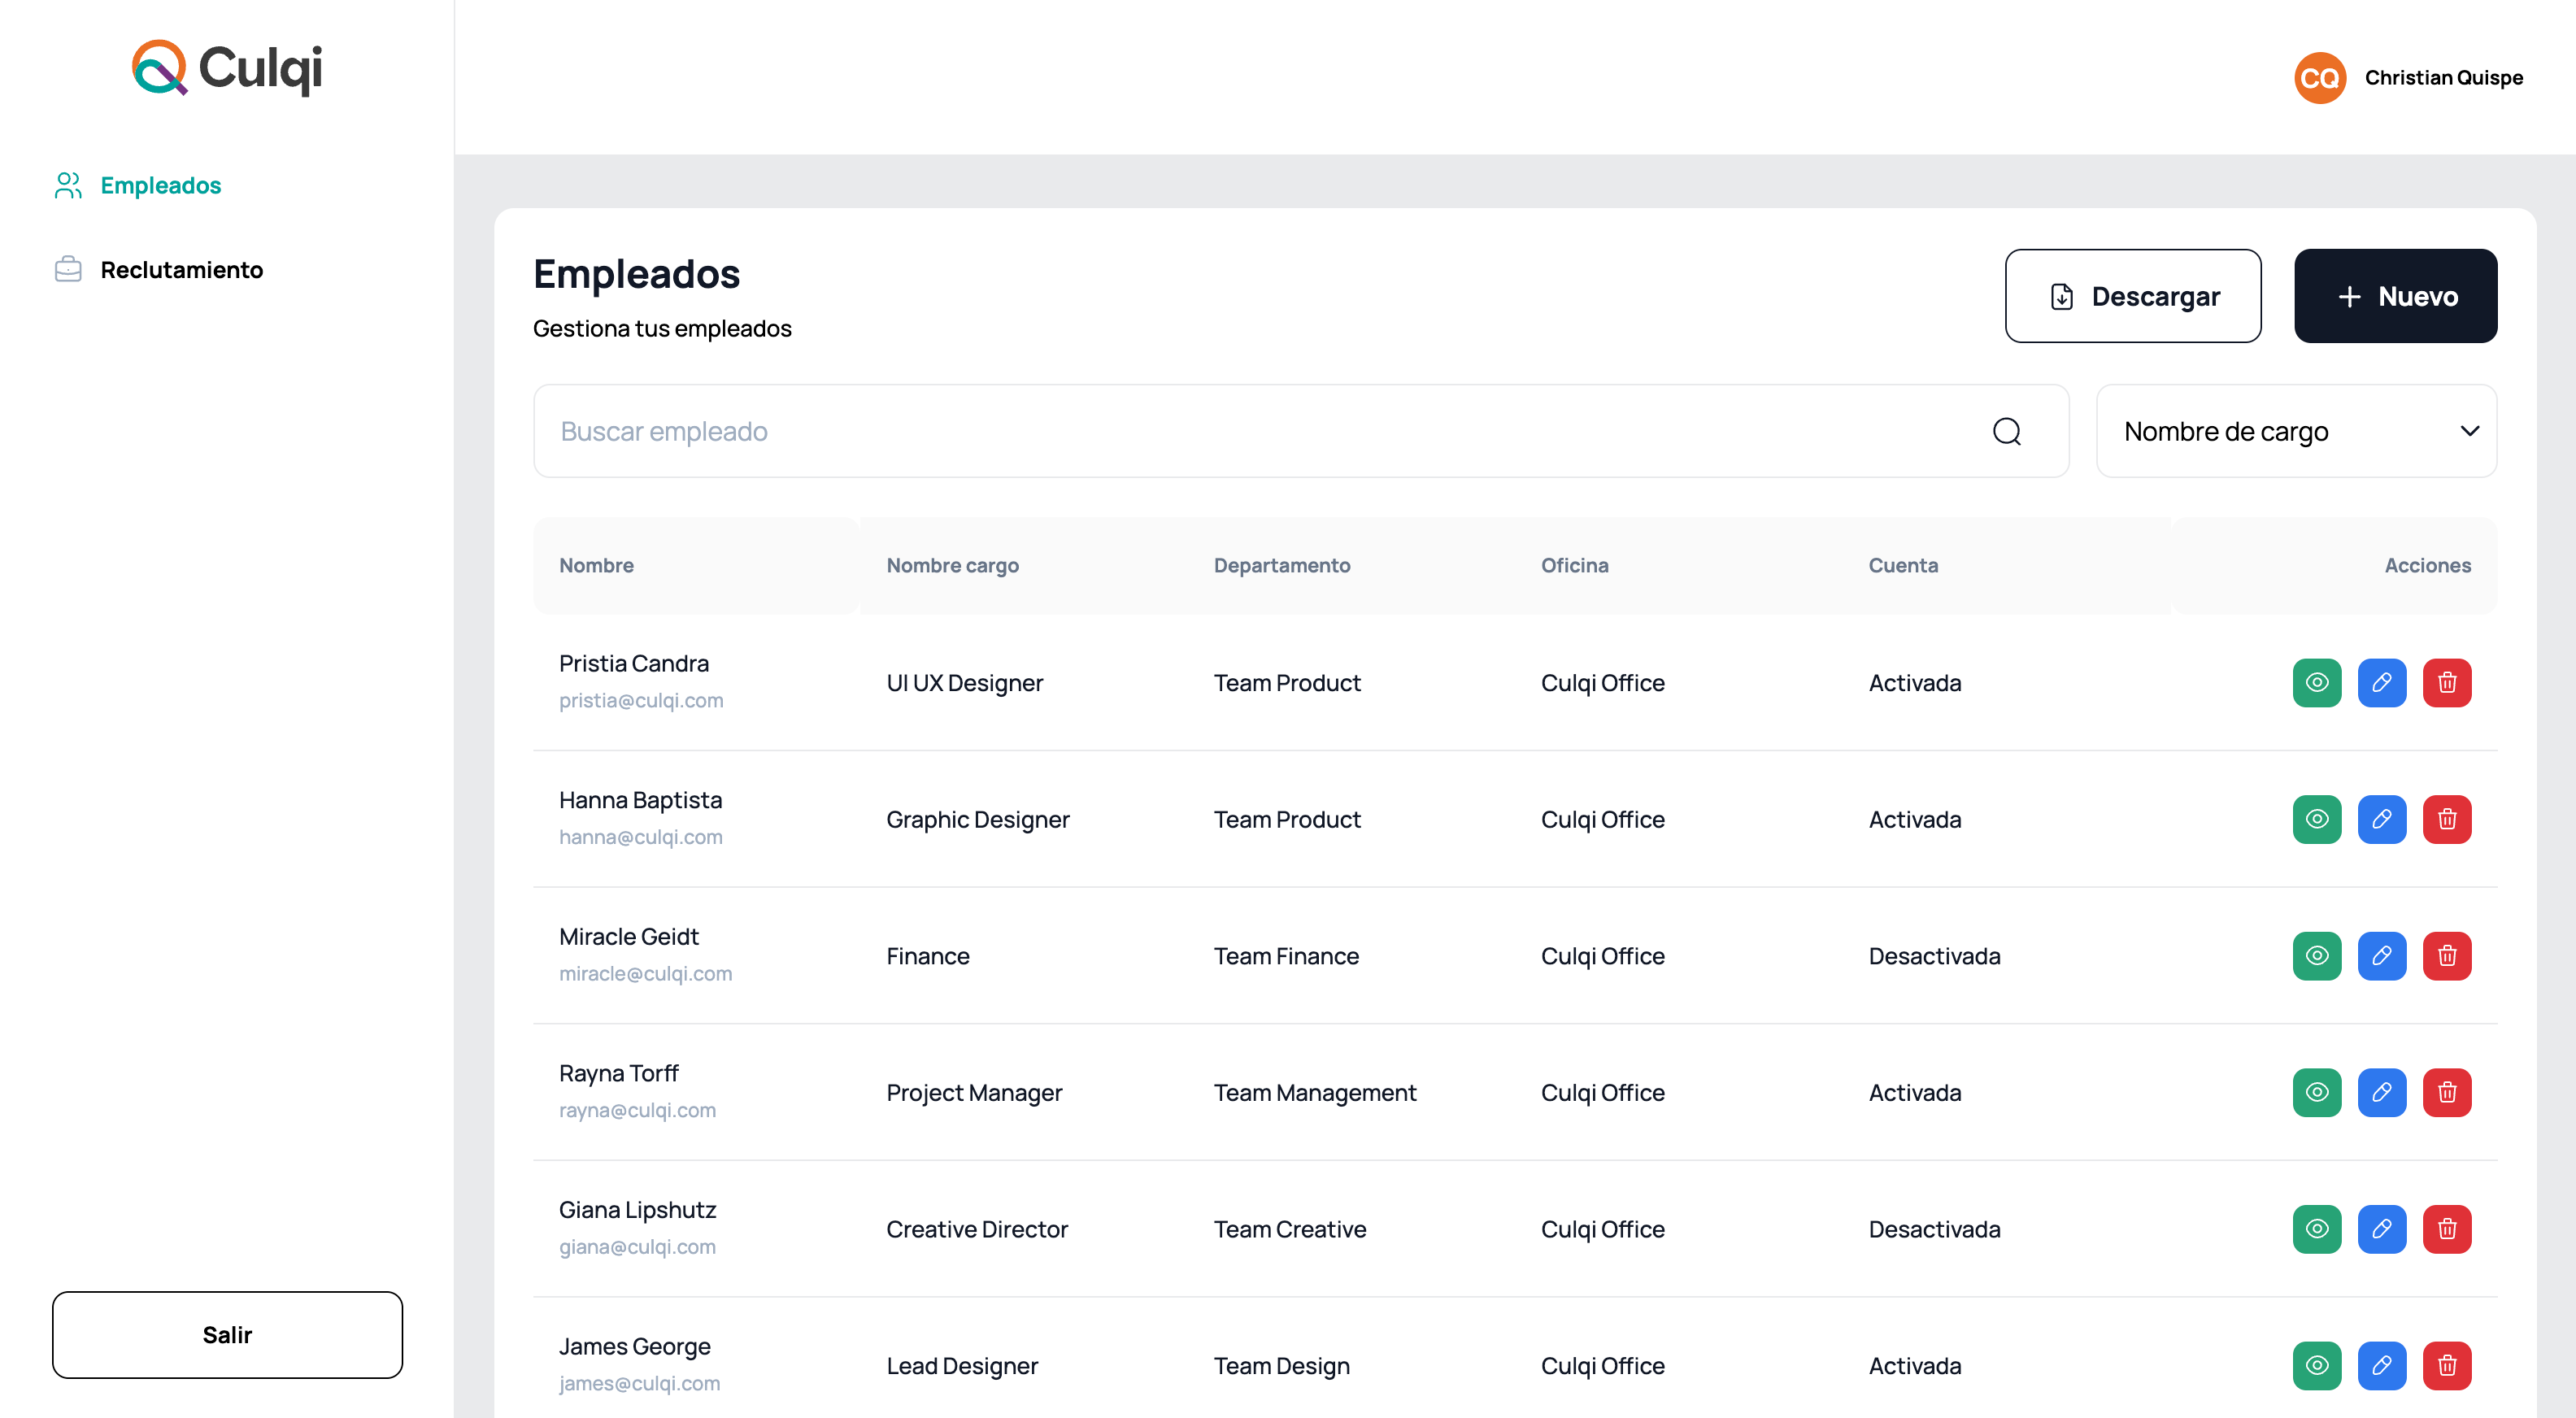 Culqi
CQ Christian Quispe
Empleados
Reclutamiento
Empleados
Gestiona tus empleados
Descargar
Nuevo
Buscar empleado
Nombre de cargo
Nombre Nombre cargo Departamento Oficina Cuenta Acciones
Pristia Candra
pristia@culqi.com
UI UX Designer Team Product Culqi Office Activada
Hanna Baptista
hanna@culqi.com
Graphic Designer Team Product Culqi Office Activada
Miracle Geidt
miracle@culqi.com
Finance Team Finance Culqi Office Desactivada
Rayna Torff
rayna@culqi.com
Project Manager Team Management Culqi Office Activada
Giana Lipshutz
giana@culqi.com
Creative Director Team Creative Culqi Office Desactivada
James George
james@culqi.com
Lead Designer Team Design Culqi Office Activada
Salir